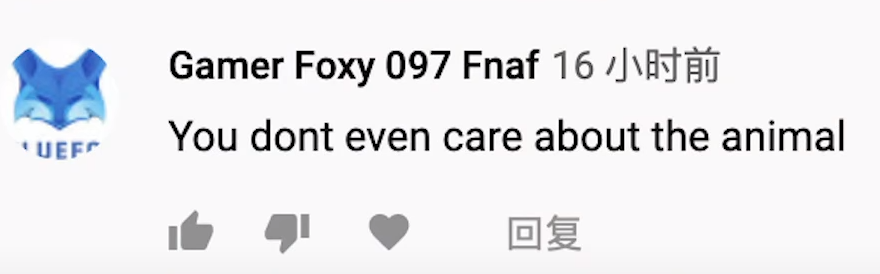 Gamer Foxy 097 Fnaf 16 小时前
You dont even care about the animal
回复